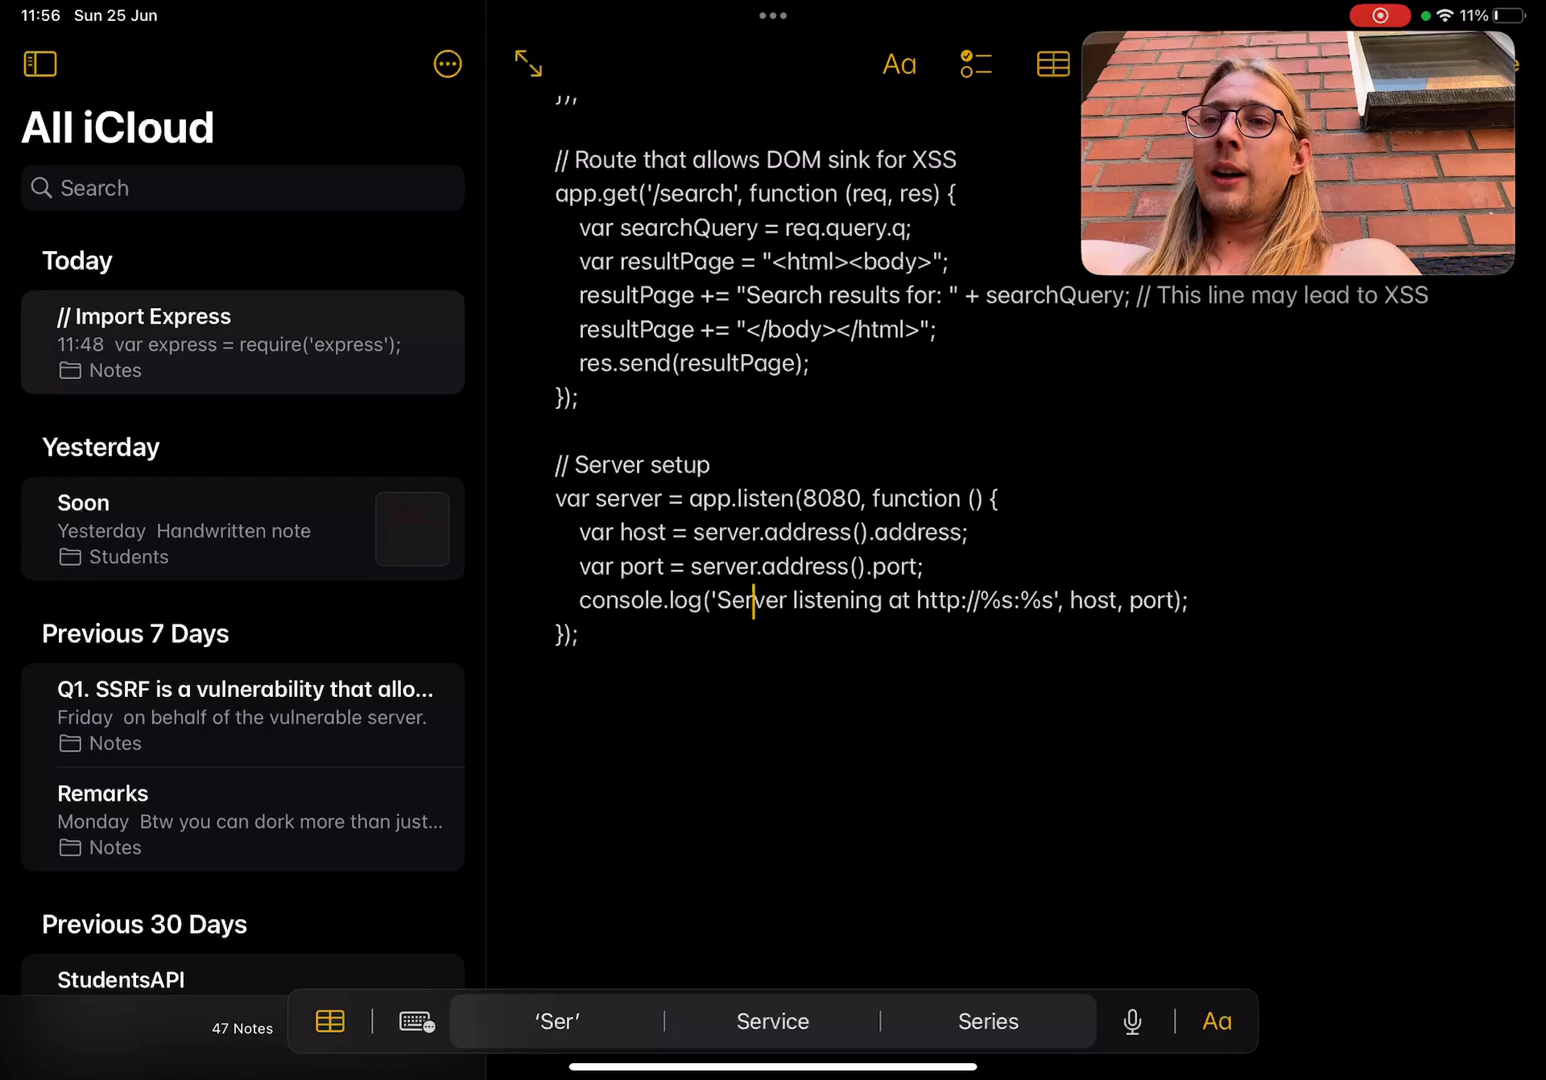 11:56 Sun 25 Jun
11%
All iCloud
Search
Today
// Import Express
11:48 var express = require('express');
Notes
Yesterday
Soon
Yesterday Handwritten note
Students
Previous 7 Days
Q1. SSRF is a vulnerability that allo...
Friday on behalf of the vulnerable server.
Notes
Remarks
Monday Btw you can dork more than just...
Notes
Previous 30 Days
StudentsAPI
47 Notes
Aa
});
// Route that allows DOM sink for XSS
app.get('/search', function (req, res) {
var searchQuery = req.query.q;
var resultPage = "<html><body>";
resultPage += "Search results for: " + searchQuery; // This line may lead to XSS
resultPage += "</body></html>";
res.send(resultPage);
});
// Server setup
var server = app.listen(8080, function () {
var host = server.address().address;
var port = server.address().port;
console.log('Server listening at http://%s:%s', host, port);
});
‘Ser’
Service
Series
Aa